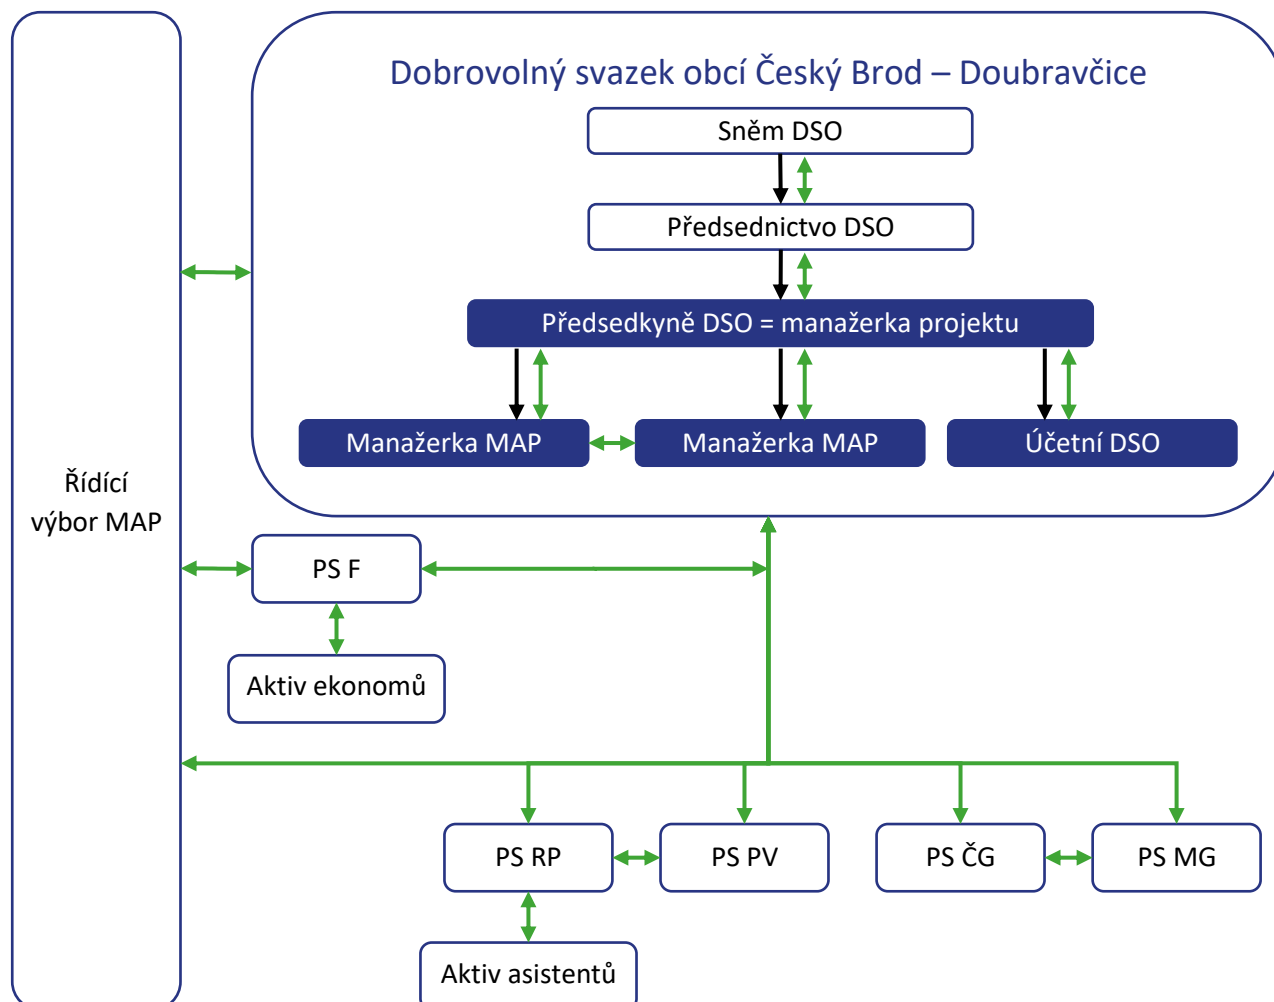 Dobrovolný svazek obcí Český Brod – Doubravčice
Sněm DSO
Předsednictvo DSO
Předsedkyně DSO = manažerka projektu
Manažerka MAP
Manažerka MAP
Účetní DSO
Řídící
výbor MAP
PS F
Aktiv ekonomů
PS RP
PS PV
PS ČG
PS MG
Aktiv asistentů